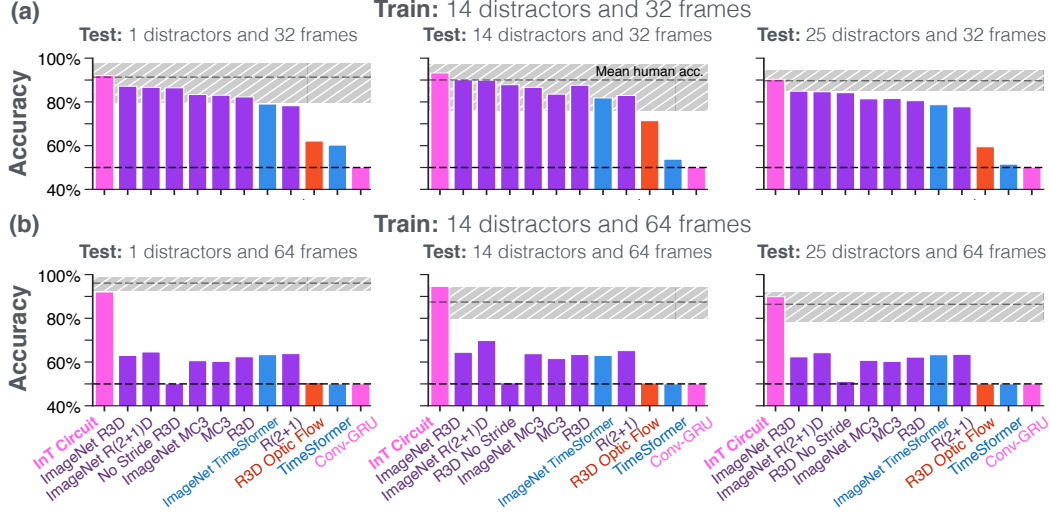 (a)
Train: 14 distractors and 32 frames
Test: 1 distractors and 32 frames
Test: 14 distractors and 32 frames
Test: 25 distractors and 32 frames
Accuracy
100%
80%
60%
40%
Mean human acc.
(b)
Train: 14 distractors and 64 frames
Test: 1 distractors and 64 frames
Test: 14 distractors and 64 frames
Test: 25 distractors and 64 frames
Accuracy
100%
80%
60%
40%
InT Circuit
ImageNet R3D
ImageNet R(2+1)D
No Stride R3D
ImageNet MC3
MC3
R3D
ImageNet TimeSformer
R(2+1)
R3D Optic Flow
TimeSformer
Conv-GRU
InT Circuit
ImageNet R3D
ImageNet R(2+1)D
R3D No Stride
ImageNet MC3
MC3
R3D
ImageNet TimeSformer
R(2+1)
R3D Optic Flow
TimeSformer
Conv-GRU
InT Circuit
ImageNet R3D
ImageNet R(2+1)D
R3D No Stride
ImageNet MC3
MC3
R3D
ImageNet TimeSformer
R(2+1)
R3D Optic Flow
TimeSformer
Conv-GRU